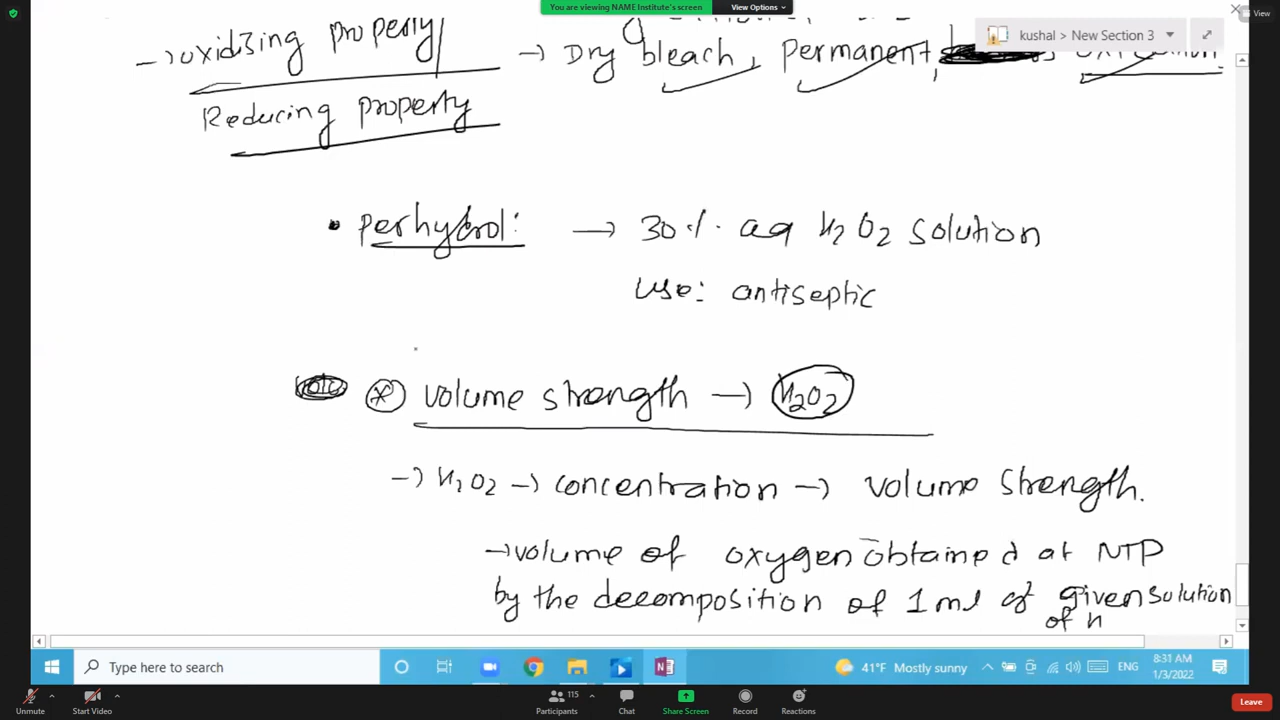 You are viewing NAME Institute's screen
View Options
View
kushal > New Section 3
→ oxidizing property → Dry bleach, permanent,
Reducing property
• perhydrol: → 30% aq H2O2 solution
use: antiseptic
* volume strength → H2O2
→ H2O2 → concentration → volume strength.
→ volume of oxygen obtained at NTP
by the decomposition of 1 ml of given solution
of H
Type here to search
41°F Mostly sunny
ENG
8:31 AM
1/3/2022
Unmute
Start Video
115
Participants
Chat
Share Screen
Record
Reactions
Leave